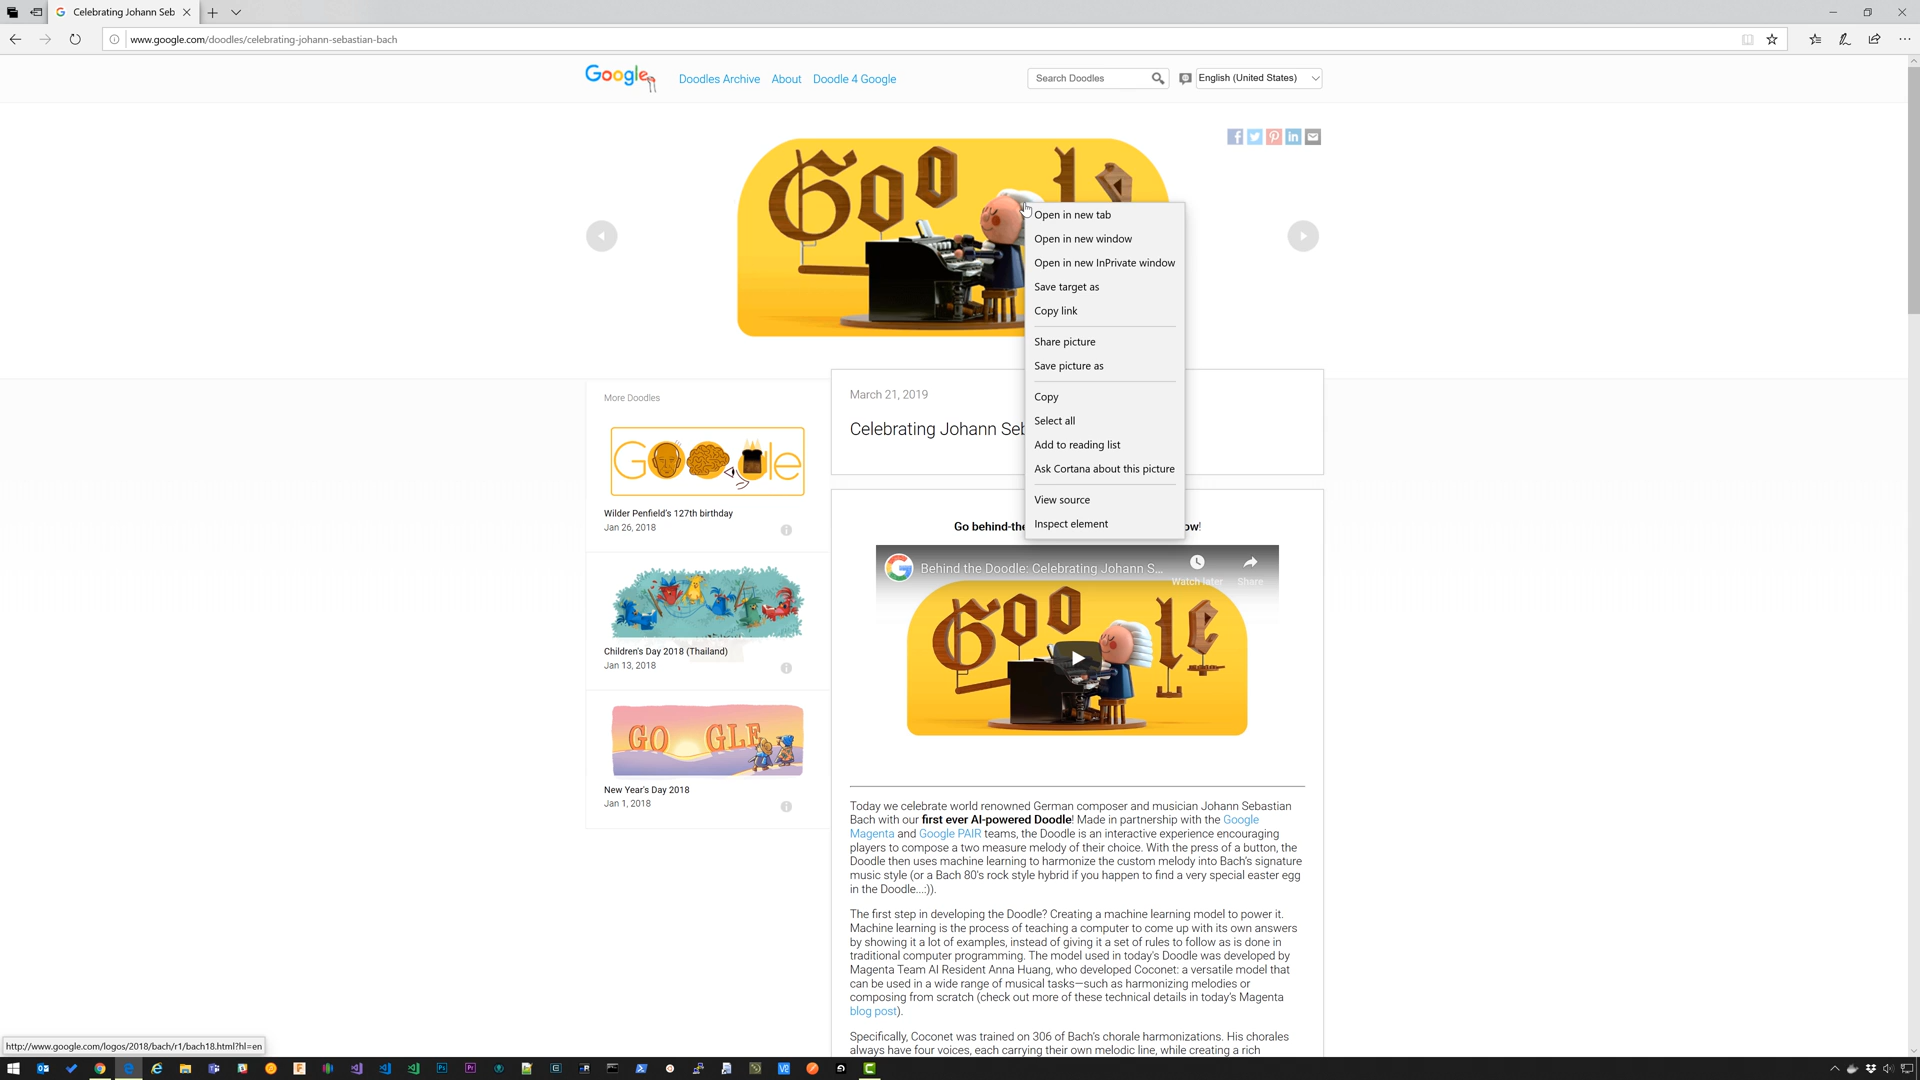 Celebrating Johann Seb
www.google.com/doodles/celebrating-johann-sebastian-bach
Google
Doodles Archive
About
Doodle 4 Google
Search Doodles
English (United States)
Open in new tab
Open in new window
Open in new InPrivate window
Save target as
Copy link
Share picture
Save picture as
Copy
Select all
Add to reading list
Ask Cortana about this picture
View source
Inspect element
More Doodles
Wilder Penfield's 127th birthday
Jan 26, 2018
Children's Day 2018 (Thailand)
Jan 13, 2018
GO GLE
New Year's Day 2018
Jan 1, 2018
March 21, 2019
Celebrating Johann Seb
Go behind-the
ow!
Behind the Doodle: Celebrating Johann S...
Watch later
Share
Today we celebrate world renowned German composer and musician Johann Sebastian
Bach with our first ever AI-powered Doodle! Made in partnership with the Google
Magenta and Google PAIR teams, the Doodle is an interactive experience encouraging
players to compose a two measure melody of their choice. With the press of a button, the
Doodle then uses machine learning to harmonize the custom melody into Bach's signature
music style (or a Bach 80's rock style hybrid if you happen to find a very special easter egg
in the Doodle...:)).
The first step in developing the Doodle? Creating a machine learning model to power it.
Machine learning is the process of teaching a computer to come up with its own answers
by showing it a lot of examples, instead of giving it a set of rules to follow as is done in
traditional computer programming. The model used in today's Doodle was developed by
Magenta Team AI Resident Anna Huang, who developed Coconet: a versatile model that
can be used in a wide range of musical tasks—such as harmonizing melodies or
composing from scratch (check out more of these technical details in today's Magenta
blog post).
Specifically, Coconet was trained on 306 of Bach's chorale harmonizations. His chorales
always have four voices, each carrying their own melodic line, while creating a rich
http://www.google.com/logos/2018/bach/r1/bach18.html?hl=en